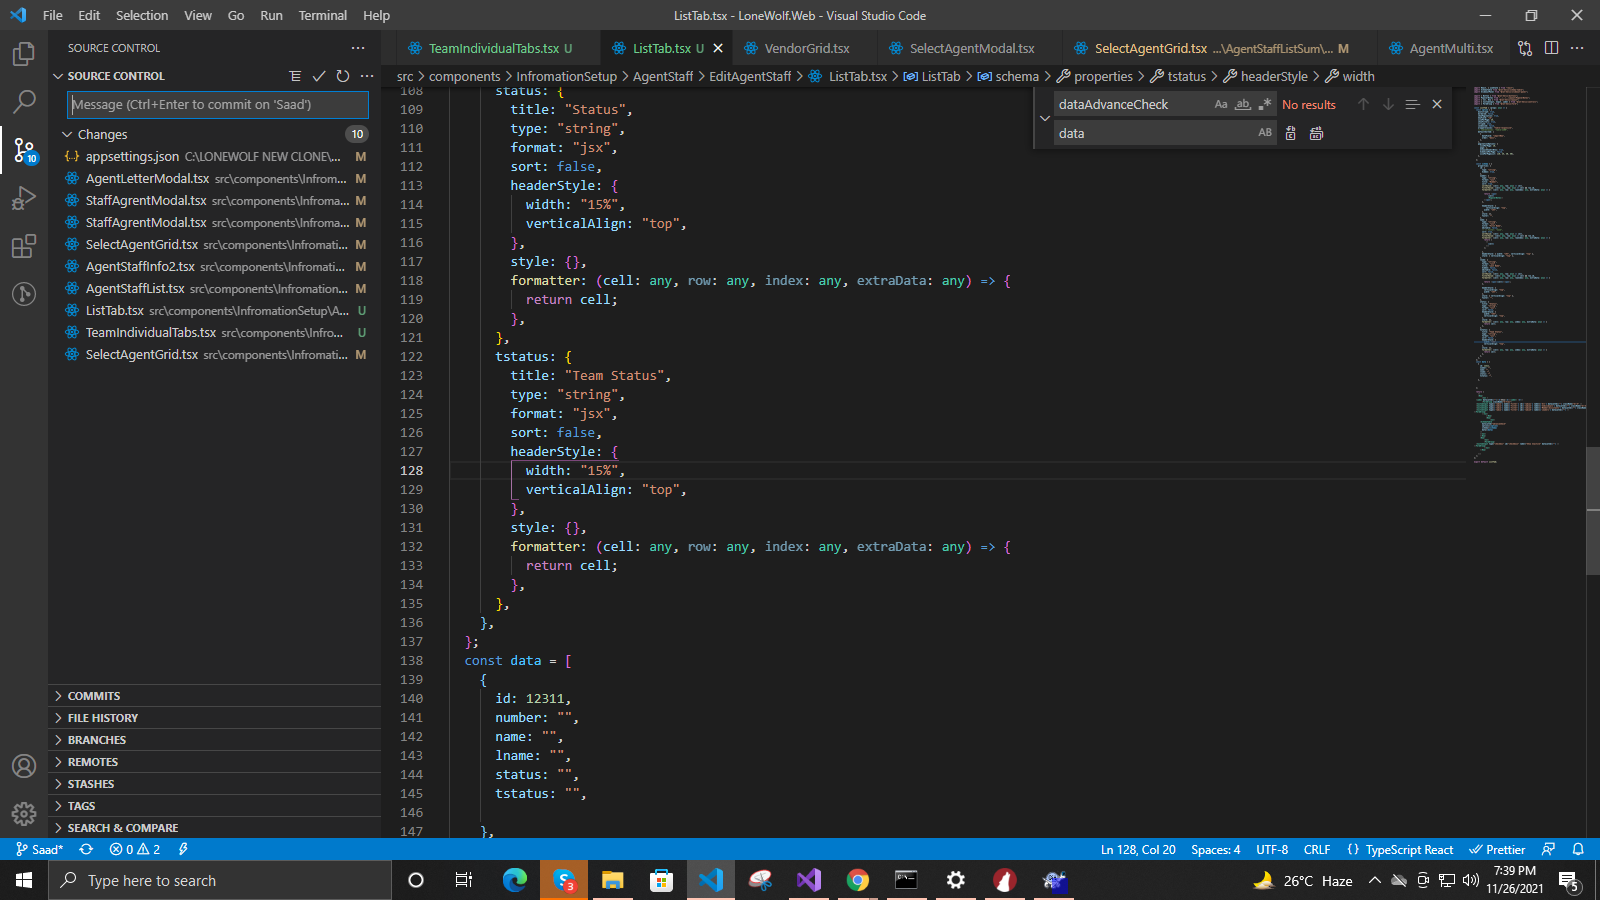 File Edit Selection View Go Run Terminal Help
ListTab.tsx - LoneWolf.Web - Visual Studio Code
SOURCE CONTROL
TeamIndividualTabs.tsx U
ListTab.tsx U
VendorGrid.tsx
SelectAgentModal.tsx
SelectAgentGrid.tsx ...\AgentStaffListSum\... M
AgentMulti.tsx
SOURCE CONTROL
src > components > InfromationSetup > AgentStaff > EditAgentStaff > ListTab.tsx > ListTab > schema > properties > tstatus > headerStyle > width
Message (Ctrl+Enter to commit on 'Saad')
Changes 10
appsettings.json C:\LONEWOLF NEW CLONE\... M
AgentLetterModal.tsx src\components\Infrom... M
StaffAgrentModal.tsx src\components\Infroma... M
StaffAgrentModal.tsx src\components\Infroma... M
SelectAgentGrid.tsx src\components\Infromati... M
AgentStaffInfo2.tsx src\components\Infromati... M
AgentStaffList.tsx src\components\Infromation... M
ListTab.tsx src\components\InfromationSetup\A... U
TeamIndividualTabs.tsx src\components\Infro... U
SelectAgentGrid.tsx src\components\Infromati... M
10
COMMITS
FILE HISTORY
BRANCHES
REMOTES
STASHES
TAGS
SEARCH & COMPARE
dataAdvanceCheck Aa ab No results
data AB
108 status: {
109 title: "Status",
110 type: "string",
111 format: "jsx",
112 sort: false,
113 headerStyle: {
114 width: "15%",
115 verticalAlign: "top",
116 },
117 style: {},
118 formatter: (cell: any, row: any, index: any, extraData: any) => {
119 return cell;
120 },
121 },
122 tstatus: {
123 title: "Team Status",
124 type: "string",
125 format: "jsx",
126 sort: false,
127 headerStyle: {
128 width: "15%",
129 verticalAlign: "top",
130 },
131 style: {},
132 formatter: (cell: any, row: any, index: any, extraData: any) => {
133 return cell;
134 },
135 },
136 },
137 };
138 const data = [
139 {
140 id: 12311,
141 number: "",
142 name: "",
143 lname: "",
144 status: "",
145 tstatus: "",
146
147 },
Saad* 0 2
Ln 128, Col 20 Spaces: 4 UTF-8 CRLF {} TypeScript React Prettier
Type here to search
3
26°C Haze
7:39 PM
11/26/2021
5